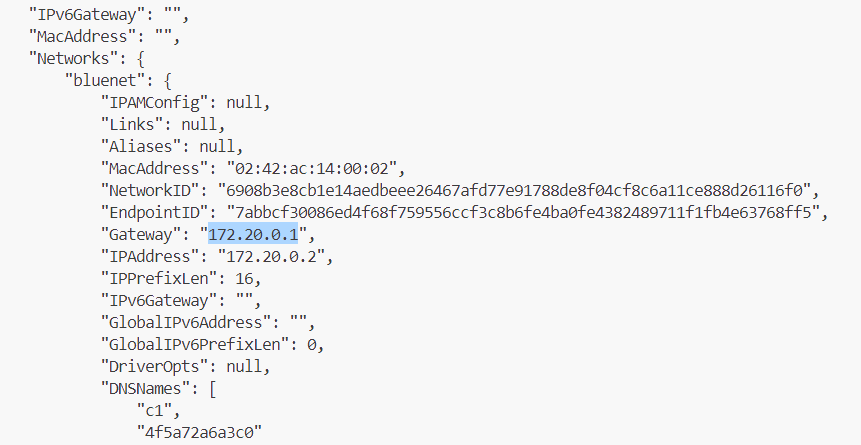 "IPv6Gateway": "",
"MacAddress": "",
"Networks": {
"bluenet": {
"IPAMConfig": null,
"Links": null,
"Aliases": null,
"MacAddress": "02:42:ac:14:00:02",
"NetworkID": "6908b3e8cb1e14aedbeee26467afd77e91788de8f04cf8c6a11ce888d26116f0",
"EndpointID": "7abbcf30086ed4f68f759556ccf3c8b6fe4ba0fe4382489711f1fb4e63768ff5",
"Gateway": "172.20.0.1",
"IPAddress": "172.20.0.2",
"IPPrefixLen": 16,
"IPv6Gateway": "",
"GlobalIPv6Address": "",
"GlobalIPv6PrefixLen": 0,
"DriverOpts": null,
"DNSNames": [
"c1",
"4f5a72a6a3c0"